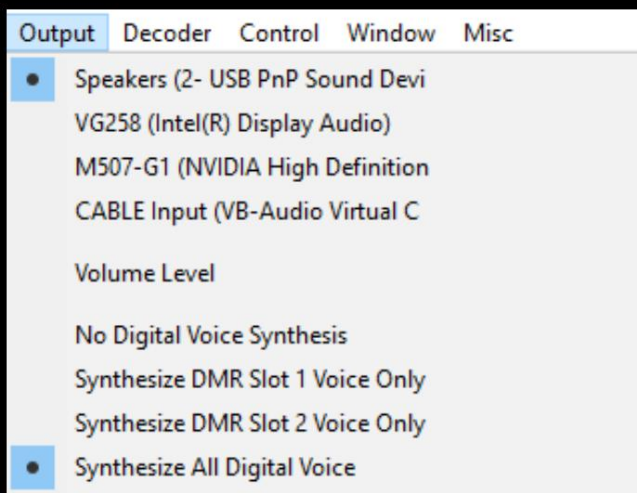 Output Decoder Control Window Misc
Speakers (2- USB PnP Sound Devi
VG258 (Intel(R) Display Audio)
M507-G1 (NVIDIA High Definition
CABLE Input (VB-Audio Virtual C
Volume Level
No Digital Voice Synthesis
Synthesize DMR Slot 1 Voice Only
Synthesize DMR Slot 2 Voice Only
Synthesize All Digital Voice